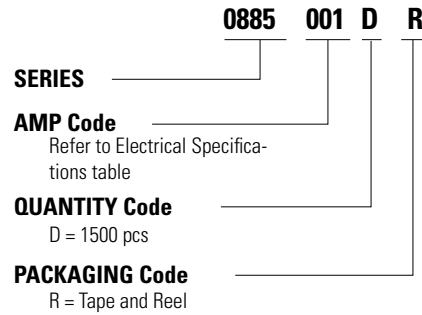 0885 001 D R
SERIES
AMP Code
Refer to Electrical Specifica-
tions table
QUANTITY Code
D = 1500 pcs
PACKAGING Code
R = Tape and Reel